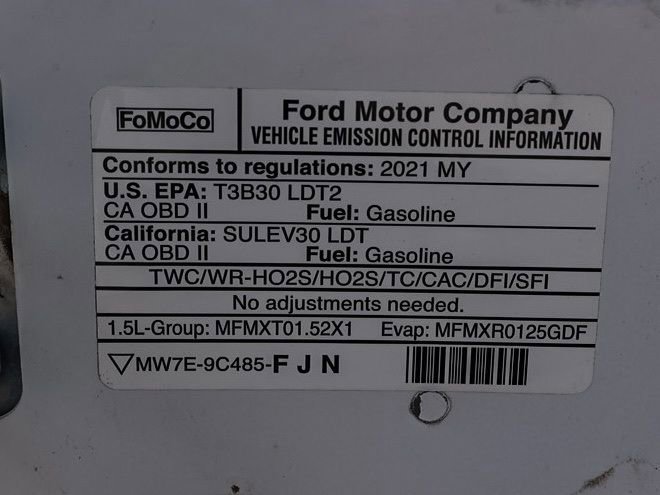 FoMoCo
Ford Motor Company
VEHICLE EMISSION CONTROL INFORMATION
Conforms to regulations: 2021 MY
U.S. EPA: T3B30 LDT2
CA OBD II Fuel: Gasoline
California: SULEV30 LDT
CA OBD II Fuel: Gasoline
TWC/WR-HO2S/HO2S/TC/CAC/DFI/SFI
No adjustments needed.
1.5L-Group: MFMXT01.52X1 Evap: MFMXR0125GDF
▽MW7E-9C485-F J N